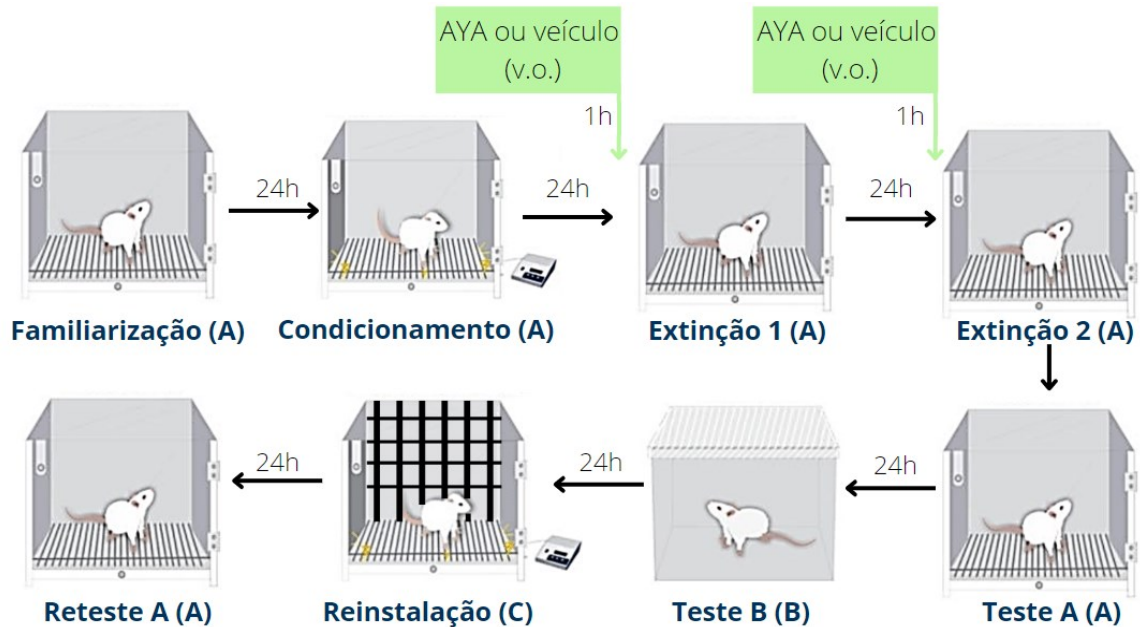 AYA ou veículo
(v.o.)
AYA ou veículo
(v.o.)
1h
1h
24h
24h
24h
Familiarização (A)
Condicionamento (A)
Extinção 1 (A)
Extinção 2 (A)
24h
24h
24h
Reteste A (A)
Reinstalação (C)
Teste B (B)
Teste A (A)